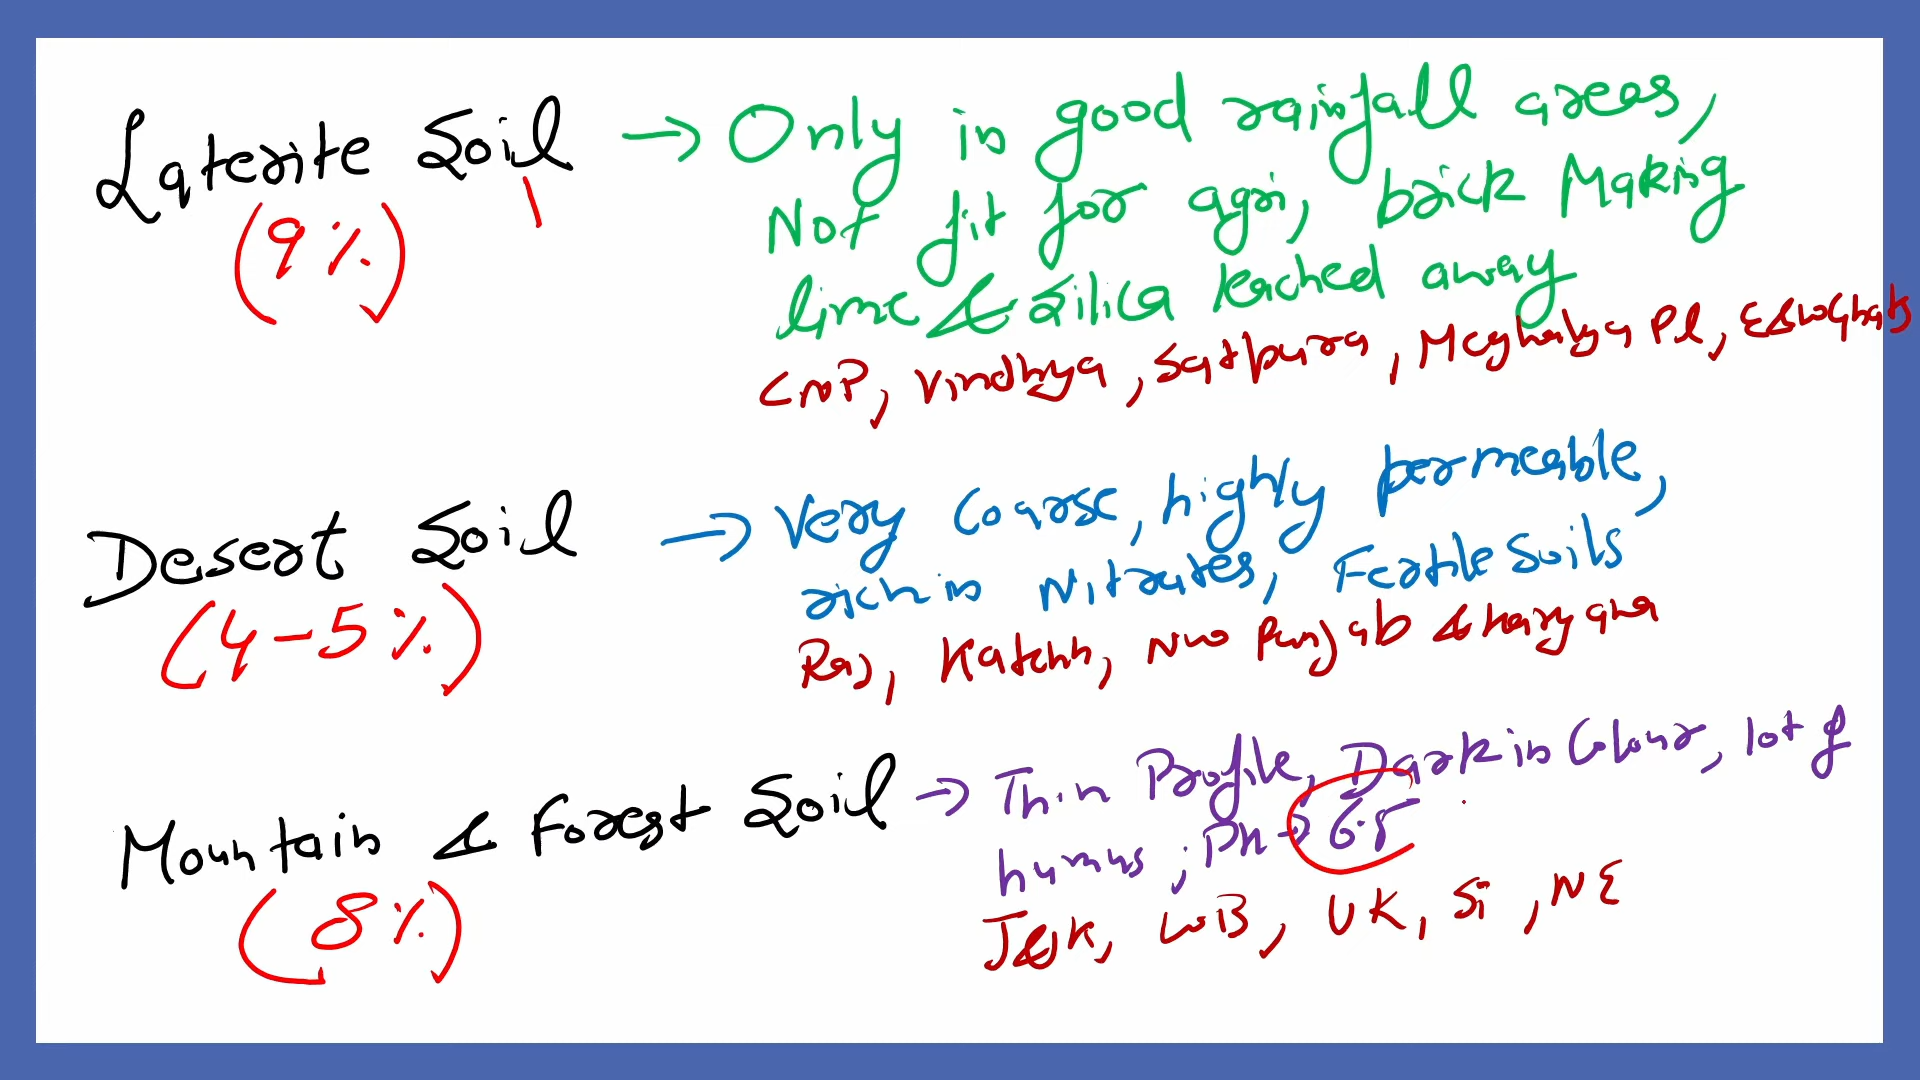 Laterite Soil → Only in good rainfall areas,
(9%) Not fit for agri, brick Making
lime & Silica leached away
CNP, Vindhya, Satpura, Meghalya Pl, E&WGhats
Desert Soil → Very Coarse, highly permeable,
(4-5%) rich in Nitrates, Fertile Soils
Raj, Katchh, NW Punjab & Haryana
Mountain & Forest Soil → Thin Profile, Dark in Colour, lot of
humus ; PH → 6.5
(8%) J&K, WB, UK, Si, NE